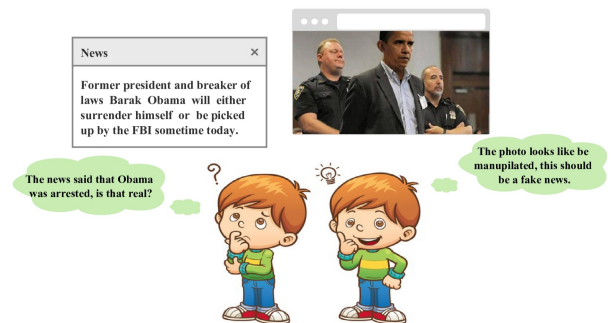 News
Former president and breaker of
laws Barak Obama will either
surrender himself or be picked
up by the FBI sometime today.
The news said that Obama
was arrested, is that real?
The photo looks like be
manupilated, this should
be a fake news.